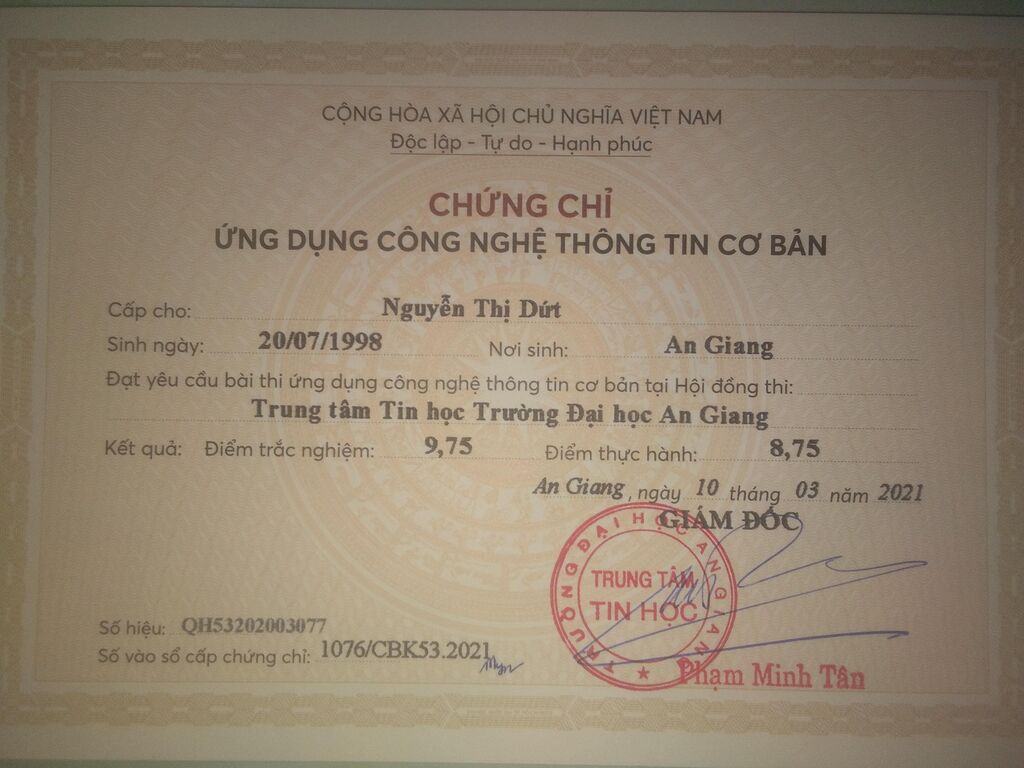 CỘNG HÒA XÃ HỘI CHỦ NGHĨA VIỆT NAM
Độc lập - Tự do - Hạnh phúc
CHỨNG CHỈ
ỨNG DỤNG CÔNG NGHỆ THÔNG TIN CƠ BẢN
Cấp cho: Nguyễn Thị Dứt
Sinh ngày: 20/07/1998 Nơi sinh: An Giang
Đạt yêu cầu bài thi ứng dụng công nghệ thông tin cơ bản tại Hội đồng thi:
Trung tâm Tin học Trường Đại học An Giang
Kết quả: Điểm trắc nghiệm: 9,75 Điểm thực hành: 8,75
An Giang, ngày 10 tháng 03 năm 2021
GIÁM ĐỐC
TRƯỜNG ĐẠI HỌC AN GIANG
TRUNG TÂM
TIN HỌC
Số hiệu: QH53202003077
Số vào sổ cấp chứng chỉ: 1076/CBK53.2021
Phạm Minh Tân